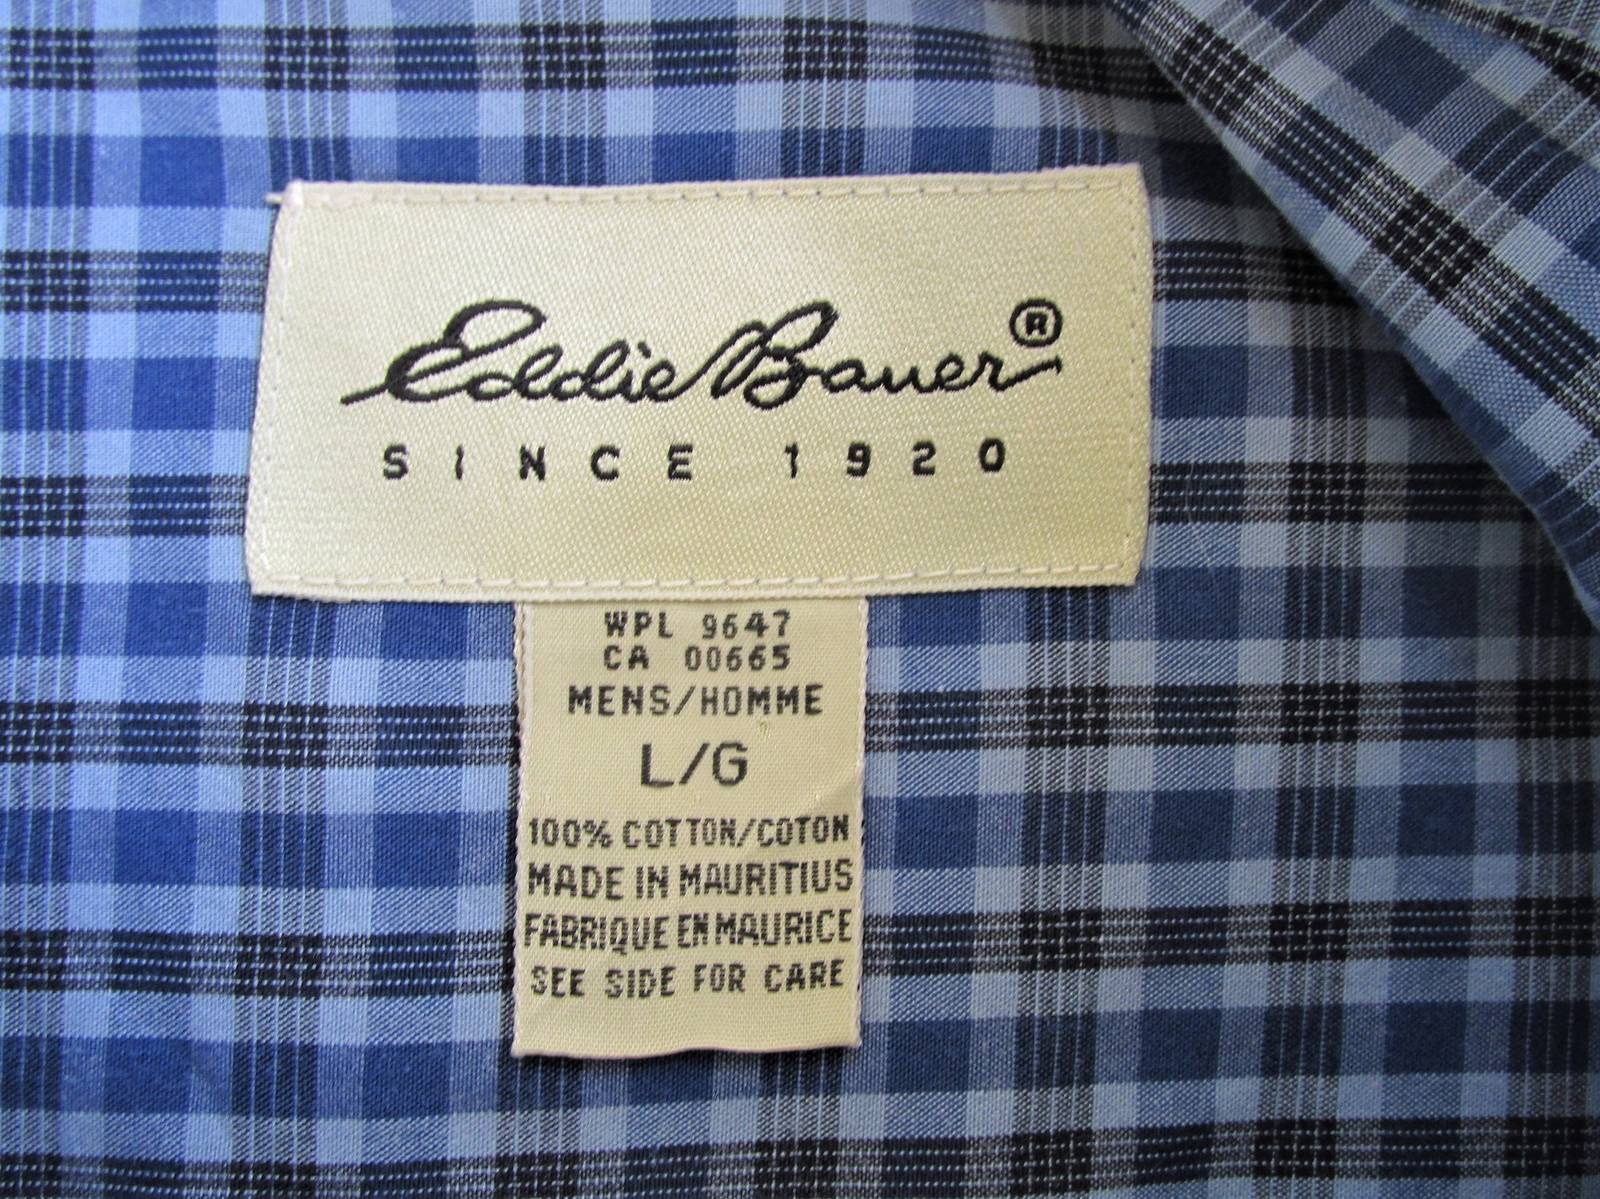 Eddie Bauer®
SINCE 1920
WPL 9647
CA 00665
MENS/HOMME
L/G
100% COTTON/COTON
MADE IN MAURITIUS
FABRIQUE EN MAURICE
SEE SIDE FOR CARE